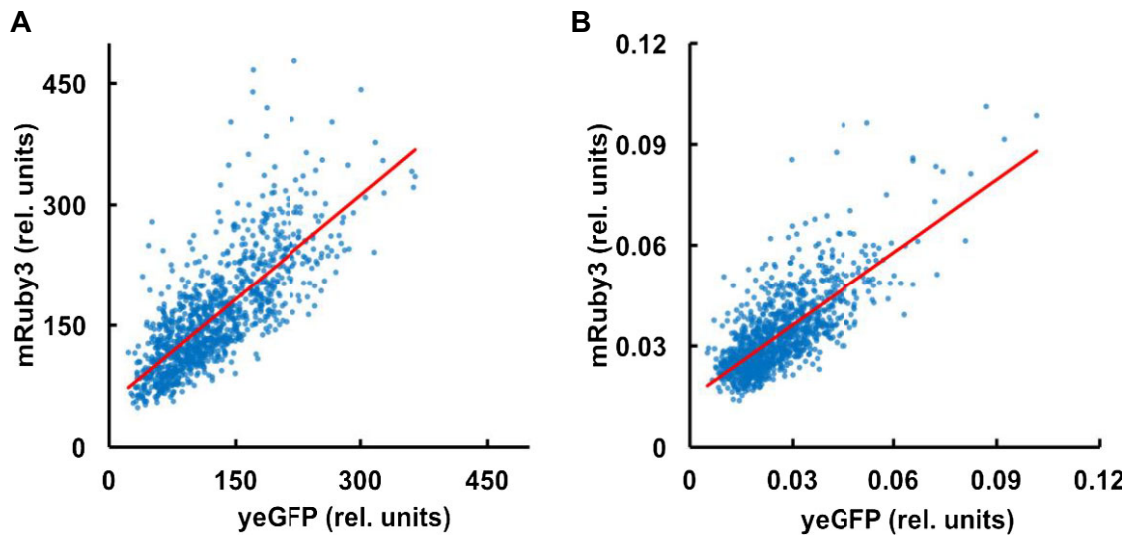 A
mRuby3 (rel. units)
450
300
150
0
0 150 300 450
yeGFP (rel. units)
B
mRuby3 (rel. units)
0.12
0.09
0.06
0.03
0
0 0.03 0.06 0.09 0.12
yeGFP (rel. units)